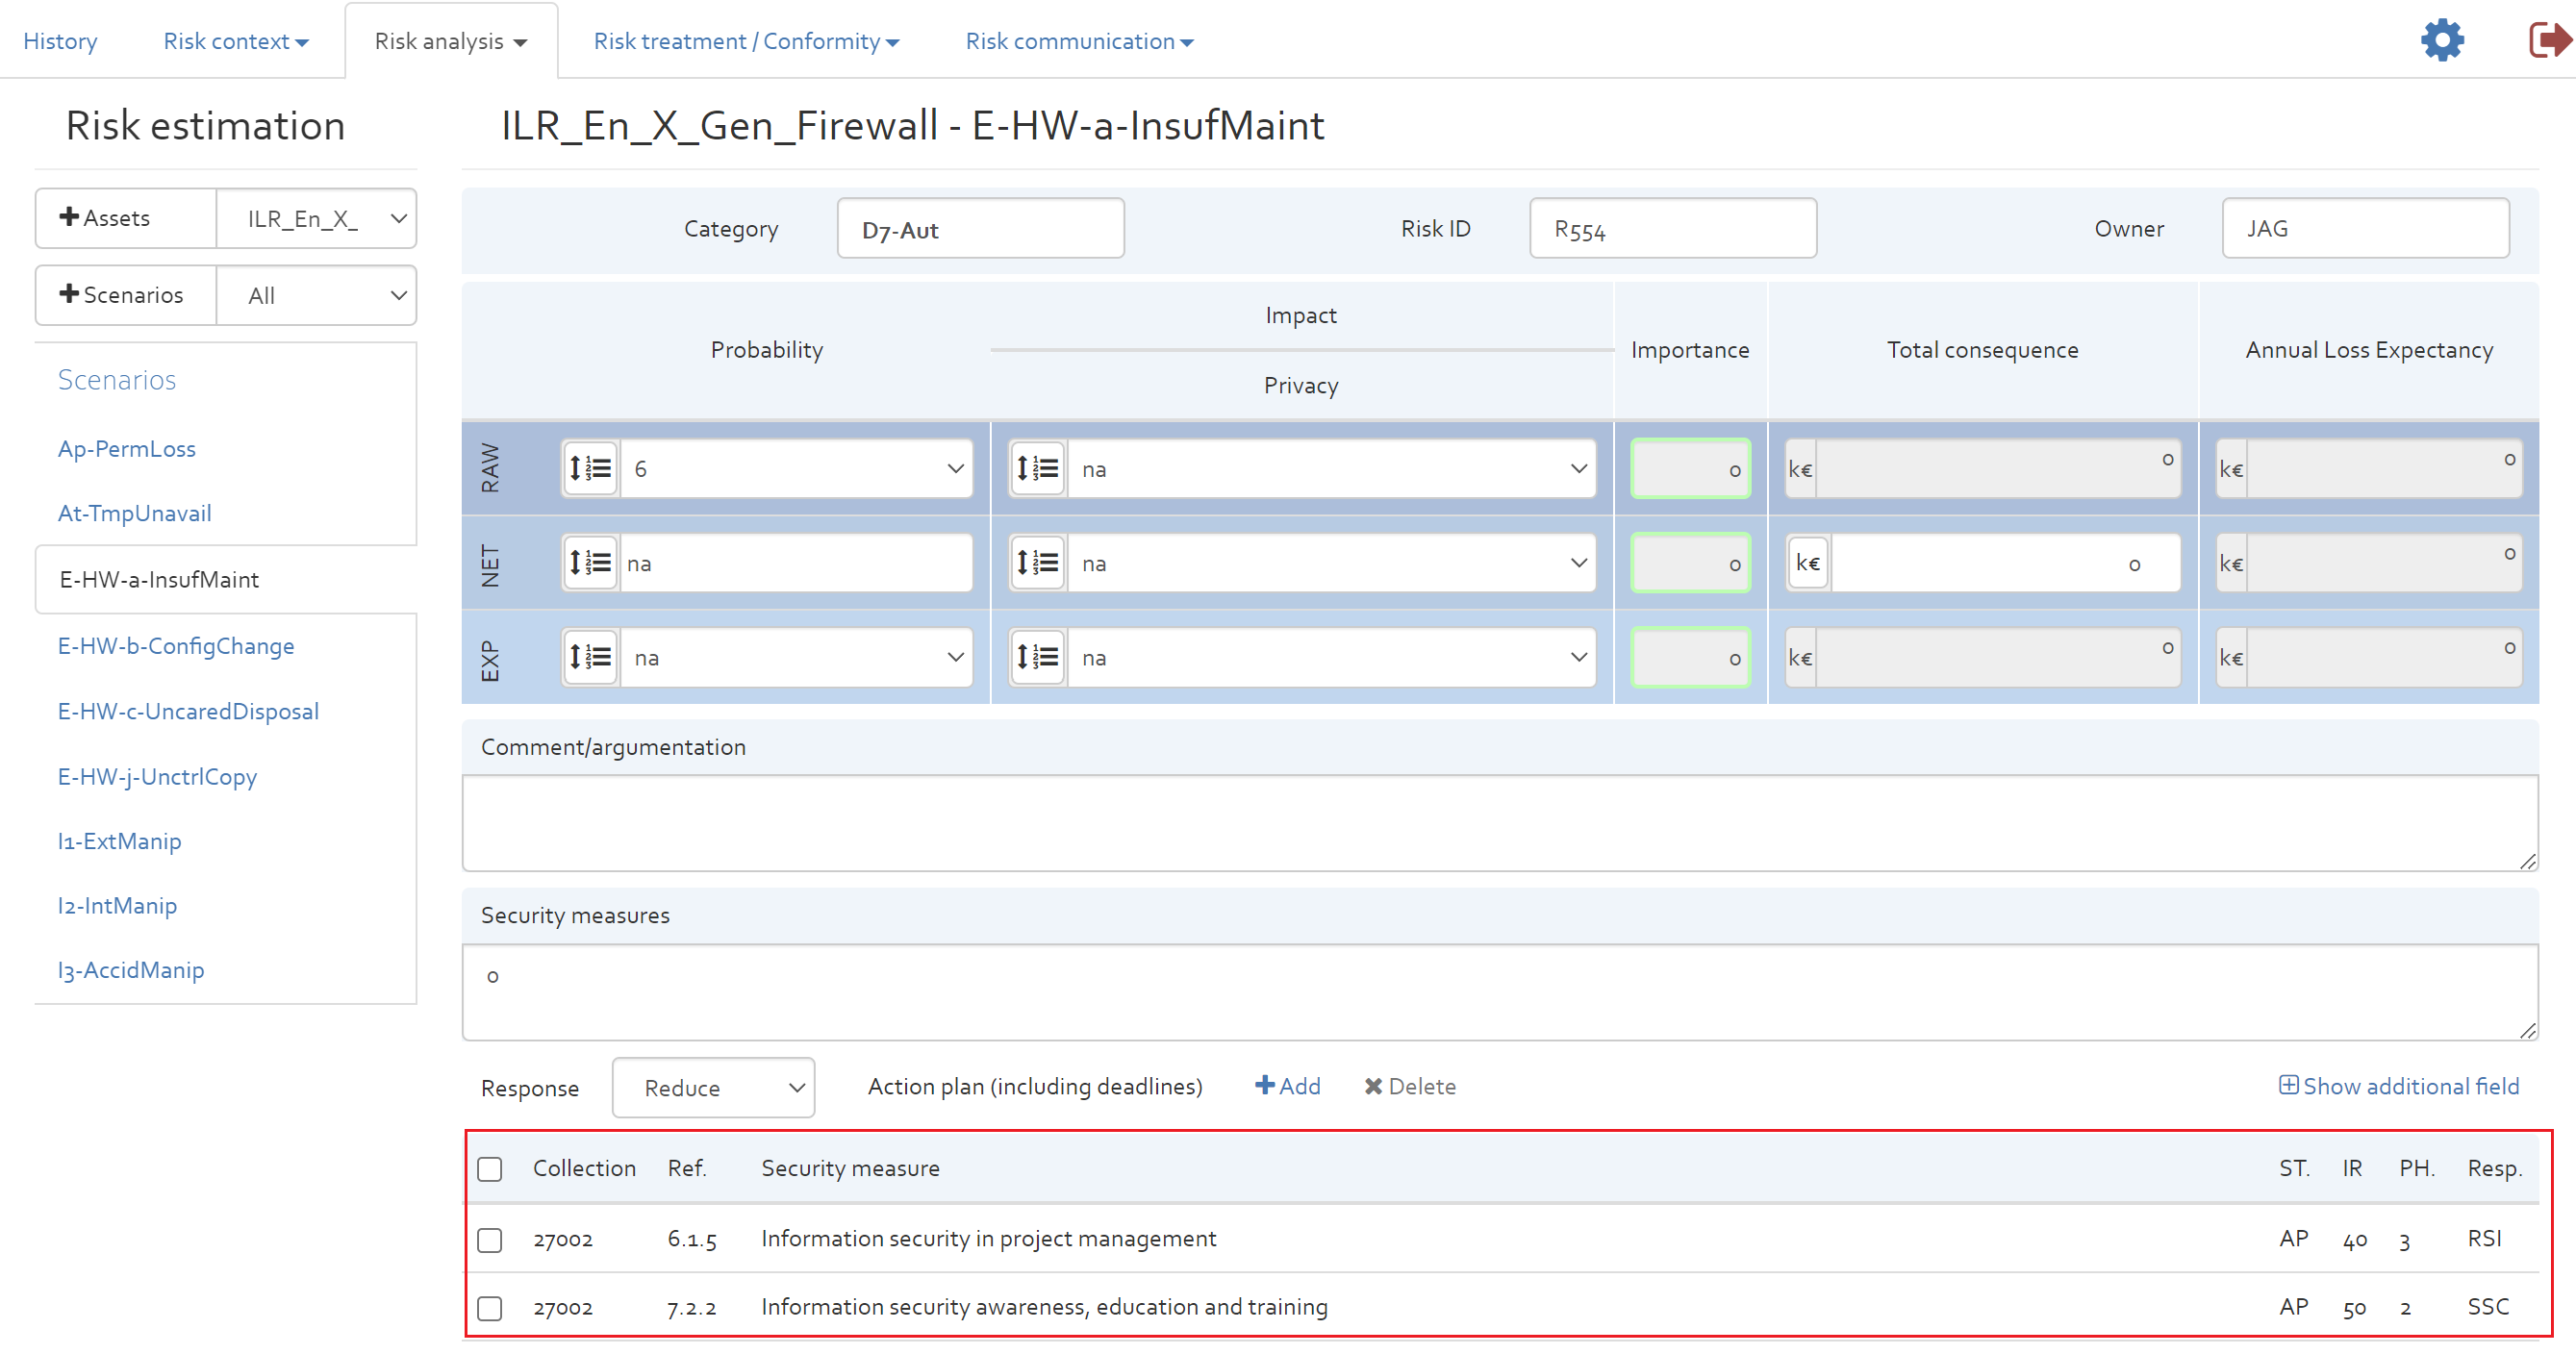 History Risk context Risk analysis Risk treatment / Conformity Risk communication
Risk estimation
ILR_En_X_Gen_Firewall - E-HW-a-InsufMaint
Assets ILR_En_X_
Category D7-Aut Risk ID R554 Owner JAG
Scenarios All
Scenarios
Ap-PermLoss
At-TmpUnavail
E-HW-a-InsufMaint
E-HW-b-ConfigChange
E-HW-c-UncaredDisposal
E-HW-j-UnctrlCopy
I1-ExtManip
I2-IntManip
I3-AccidManip
Probability Impact Importance Total consequence Annual Loss Expectancy
Privacy
RAW 6 na 0 k€ 0 k€ 0
NET na na 0 k€ 0 k€ 0
EXP na na 0 k€ 0 k€ 0
Comment/argumentation
Security measures
0
Response Reduce Action plan (including deadlines) Add Delete Show additional field
Collection Ref. Security measure ST. IR PH. Resp.
27002 6.1.5 Information security in project management AP 40 3 RSI
27002 7.2.2 Information security awareness, education and training AP 50 2 SSC